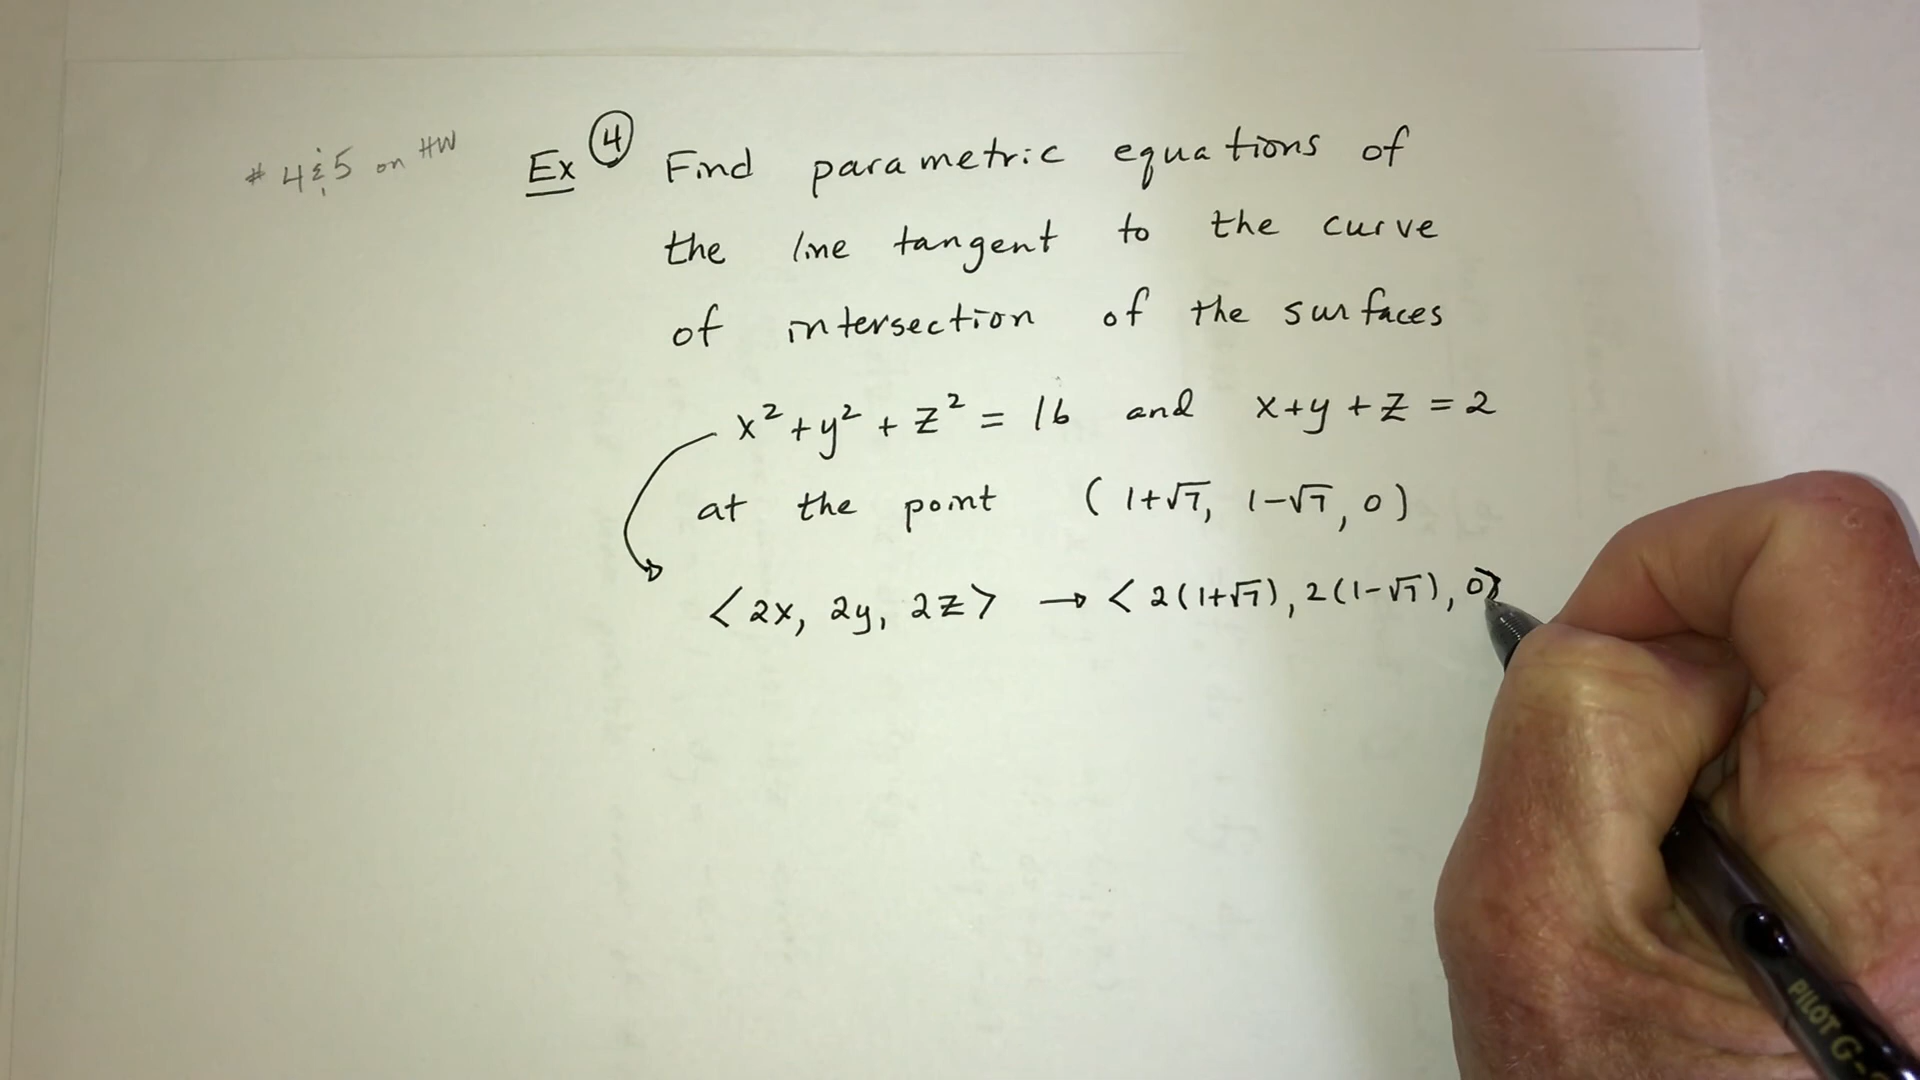 # 4 & 5 on HW
Ex ④ Find parametric equations of
the line tangent to the curve
of intersection of the surfaces
x² + y² + z² = 16 and x + y + z = 2
at the point (1+√7, 1-√7, 0)
<2x, 2y, 2z> → <2(1+√7), 2(1-√7), 0>
PILOT G-